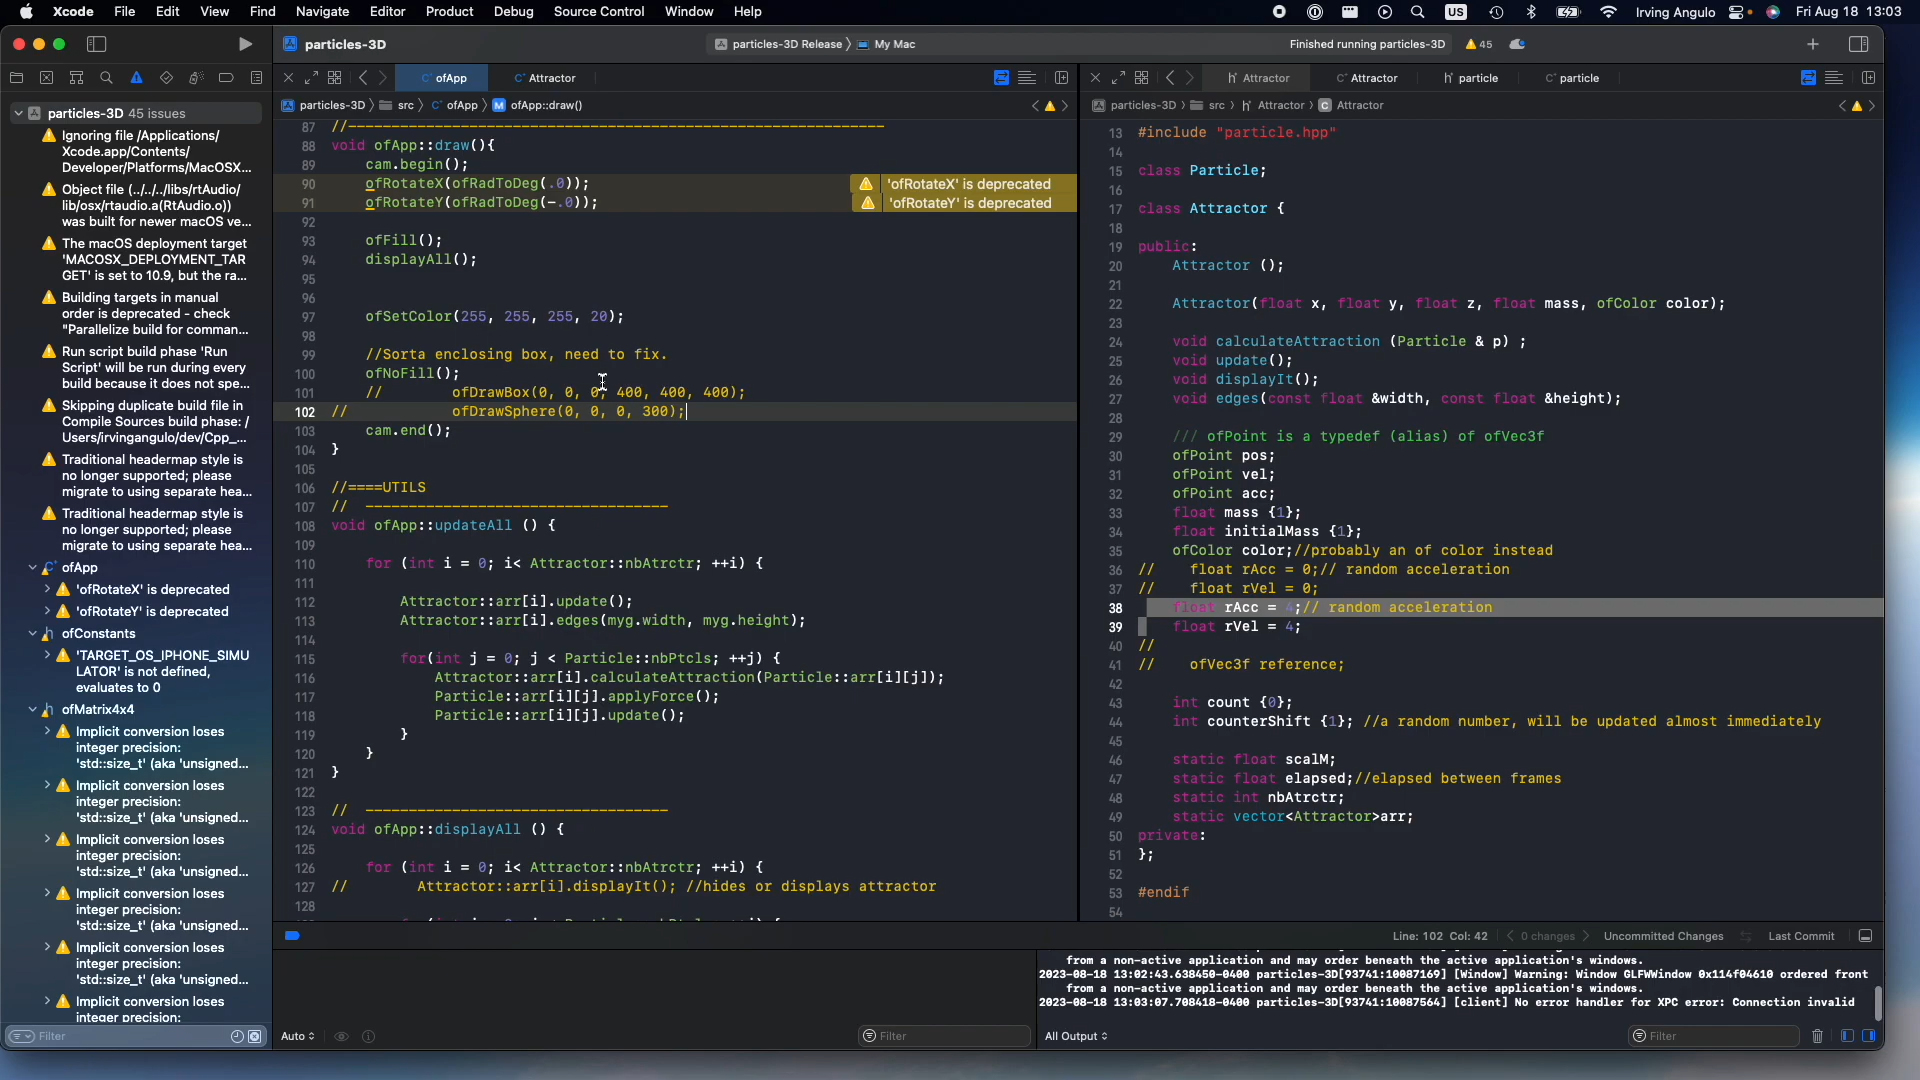 Xcode File Edit View Find Navigate Editor Product Debug Source Control Window Help
US Irving Angulo Fri Aug 18 13:03
particles-3D
particles-3D Release My Mac
Finished running particles-3D 45
ofApp Attractor
Attractor Attractor particle particle
particles-3D src ofApp ofApp::draw()
particles-3D src Attractor Attractor
particles-3D 45 issues
Ignoring file /Applications/
Xcode.app/Contents/
Developer/Platforms/MacOSX...
Object file (../../../libs/rtAudio/
lib/osx/rtaudio.a(RtAudio.o))
was built for newer macOS ve...
The macOS deployment target
'MACOSX_DEPLOYMENT_TAR
GET' is set to 10.9, but the ra...
Building targets in manual
order is deprecated - check
"Parallelize build for comman...
Run script build phase 'Run
Script' will be run during every
build because it does not spe...
Skipping duplicate build file in
Compile Sources build phase: /
Users/irvingangulo/dev/Cpp_...
Traditional headermap style is
no longer supported; please
migrate to using separate hea...
Traditional headermap style is
no longer supported; please
migrate to using separate hea...
ofApp
'ofRotateX' is deprecated
'ofRotateY' is deprecated
ofConstants
'TARGET_OS_IPHONE_SIMU
LATOR' is not defined,
evaluates to 0
ofMatrix4x4
Implicit conversion loses
integer precision:
'std::size_t' (aka 'unsigned...
Implicit conversion loses
integer precision:
'std::size_t' (aka 'unsigned...
Implicit conversion loses
integer precision:
'std::size_t' (aka 'unsigned...
Implicit conversion loses
integer precision:
'std::size_t' (aka 'unsigned...
Implicit conversion loses
integer precision:
'std::size_t' (aka 'unsigned...
Implicit conversion loses
integer precision:
Filter
87 //--------------------------------------------------------------
88 void ofApp::draw(){
89 cam.begin();
90 ofRotateX(ofRadToDeg(.0)); 'ofRotateX' is deprecated
91 ofRotateY(ofRadToDeg(-.0)); 'ofRotateY' is deprecated
92
93 ofFill();
94 displayAll();
95
96
97 ofSetColor(255, 255, 255, 20);
98
99 //Sorta enclosing box, need to fix.
100 ofNoFill();
101 // ofDrawBox(0, 0, 0, 400, 400, 400);
102 // ofDrawSphere(0, 0, 0, 300);
103 cam.end();
104 }
105
106 //====UTILS
107 // -----------------------------------
108 void ofApp::updateAll () {
109
110 for (int i = 0; i< Attractor::nbAtrctr; ++i) {
111
112 Attractor::arr[i].update();
113 Attractor::arr[i].edges(myg.width, myg.height);
114
115 for(int j = 0; j < Particle::nbPtcls; ++j) {
116 Attractor::arr[i].calculateAttraction(Particle::arr[i][j]);
117 Particle::arr[i][j].applyForce();
118 Particle::arr[i][j].update();
119 }
120 }
121 }
122
123 // -----------------------------------
124 void ofApp::displayAll () {
125
126 for (int i = 0; i< Attractor::nbAtrctr; ++i) {
127 // Attractor::arr[i].displayIt(); //hides or displays attractor
128
13 #include "particle.hpp"
14
15 class Particle;
16
17 class Attractor {
18
19 public:
20 Attractor ();
21
22 Attractor(float x, float y, float z, float mass, ofColor color);
23
24 void calculateAttraction (Particle & p) ;
25 void update();
26 void displayIt();
27 void edges(const float &width, const float &height);
28
29 /// ofPoint is a typedef (alias) of ofVec3f
30 ofPoint pos;
31 ofPoint vel;
32 ofPoint acc;
33 float mass {1};
34 float initialMass {1};
35 ofColor color;//probably an of color instead
36 // float rAcc = 0;// random acceleration
37 // float rVel = 0;
38 float rAcc = 4;// random acceleration
39 float rVel = 4;
40 //
41 // ofVec3f reference;
42
43 int count {0};
44 int counterShift {1}; //a random number, will be updated almost immediately
45
46 static float scalM;
47 static float elapsed;//elapsed between frames
48 static int nbAtrctr;
49 static vector<Attractor>arr;
50 private:
51 };
52
53 #endif
54
Line: 102 Col: 42 0 changes Uncommitted Changes Last Commit
from a non-active application and may order beneath the active application's windows.
2023-08-18 13:02:43.638450-0400 particles-3D[93741:10087169] [Window] Warning: Window GLFWWindow 0x114f04610 ordered front
from a non-active application and may order beneath the active application's windows.
2023-08-18 13:03:07.708418-0400 particles-3D[93741:10087564] [client] No error handler for XPC error: Connection invalid
Auto Filter
All Output Filter